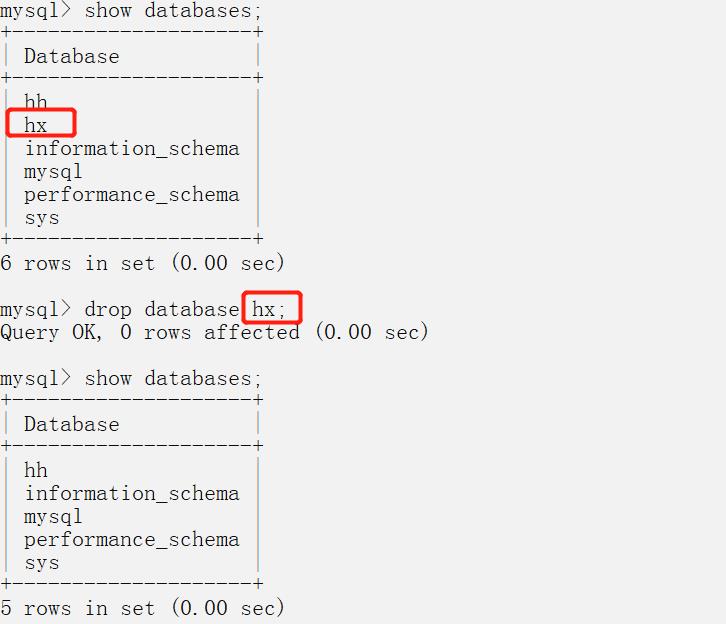 mysql> show databases;
+--------------------+
| Database           |
+--------------------+
| hh                 |
| hx                 |
| information_schema |
| mysql              |
| performance_schema |
| sys                |
+--------------------+
6 rows in set (0.00 sec)
mysql> drop database hx;
Query OK, 0 rows affected (0.00 sec)
mysql> show databases;
+--------------------+
| Database           |
+--------------------+
| hh                 |
| information_schema |
| mysql              |
| performance_schema |
| sys                |
+--------------------+
5 rows in set (0.00 sec)